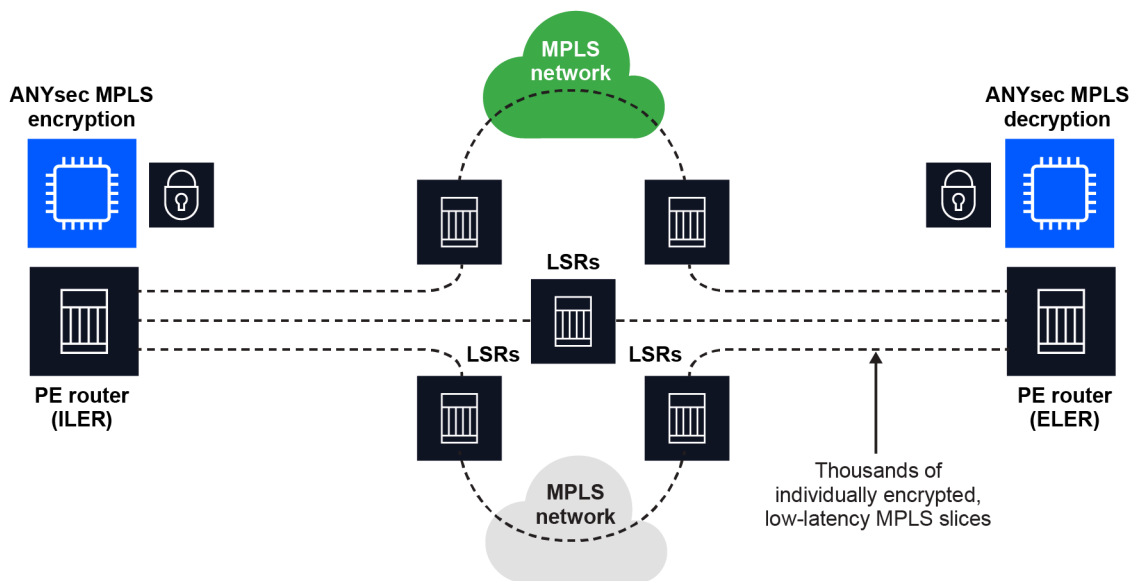 MPLS
network
ANYsec MPLS
encryption
ANYsec MPLS
decryption
LSRs
LSRs
LSRs
PE router
(ILER)
PE router
(ELER)
Thousands of
individually encrypted,
low-latency MPLS slices
MPLS
network